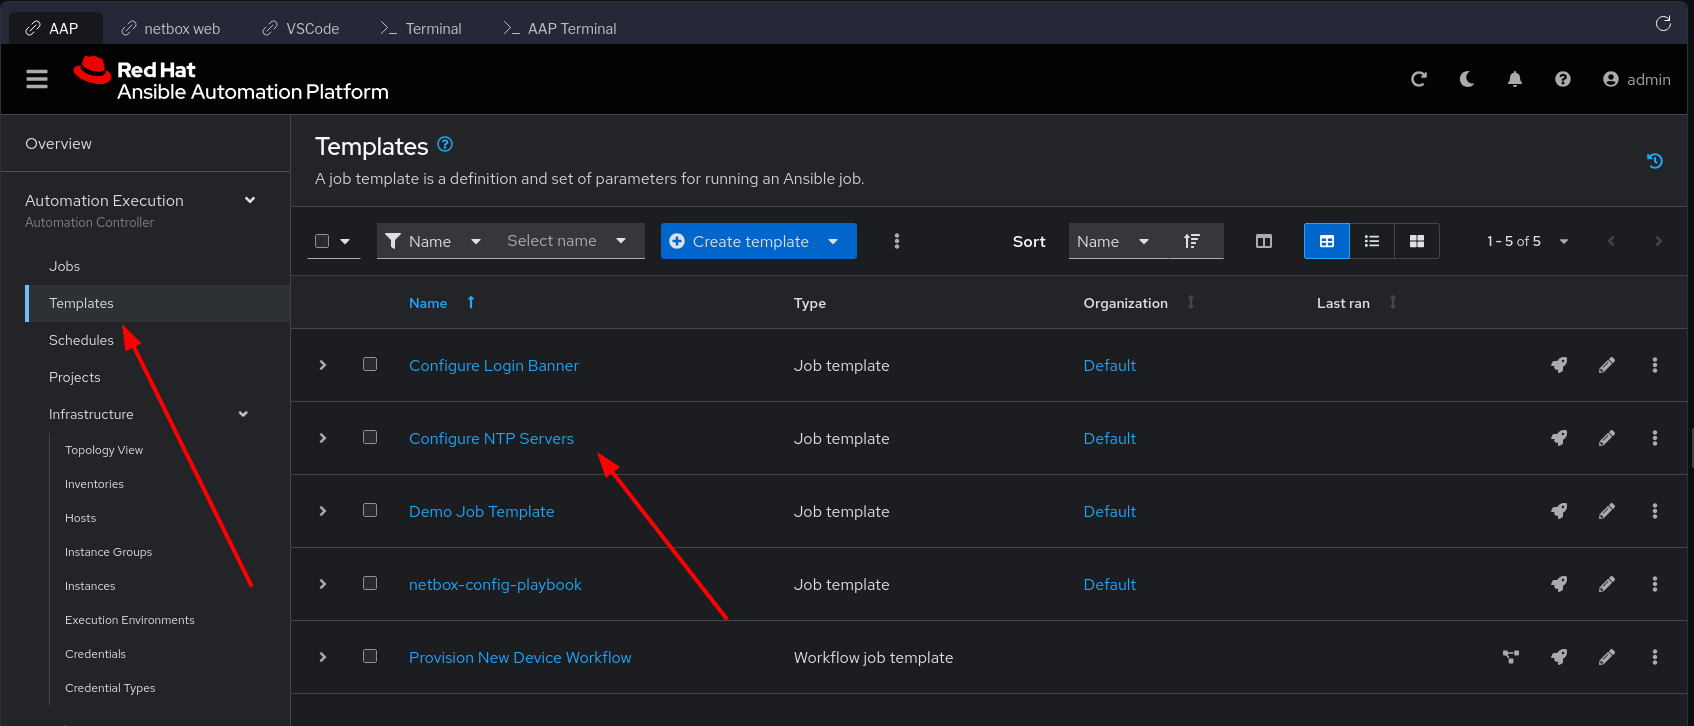 AAP netbox web VSCode Terminal AAP Terminal
Red Hat
Ansible Automation Platform
admin
Overview
Automation Execution
Automation Controller
Jobs
Templates
Schedules
Projects
Infrastructure
Topology View
Inventories
Hosts
Instance Groups
Instances
Execution Environments
Credentials
Credential Types
Templates
A job template is a definition and set of parameters for running an Ansible job.
Name Select name Create template Sort Name 1 - 5 of 5
Name Type Organization Last ran
Configure Login Banner Job template Default
Configure NTP Servers Job template Default
Demo Job Template Job template Default
netbox-config-playbook Job template Default
Provision New Device Workflow Workflow job template